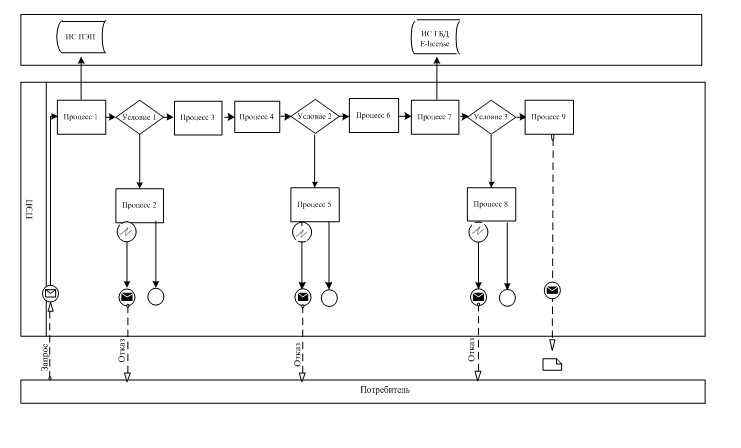 ИС ПЭП
ИС ГБД
E-license
Процесс 1
Условие 1
Процесс 3
Процесс 4
Условие 2
Процесс 6
Процесс 7
Условие 3
Процесс 9
Процесс 2
Процесс 5
Процесс 8
ПЭП
Запрос
Отказ
Отказ
Отказ
Потребитель